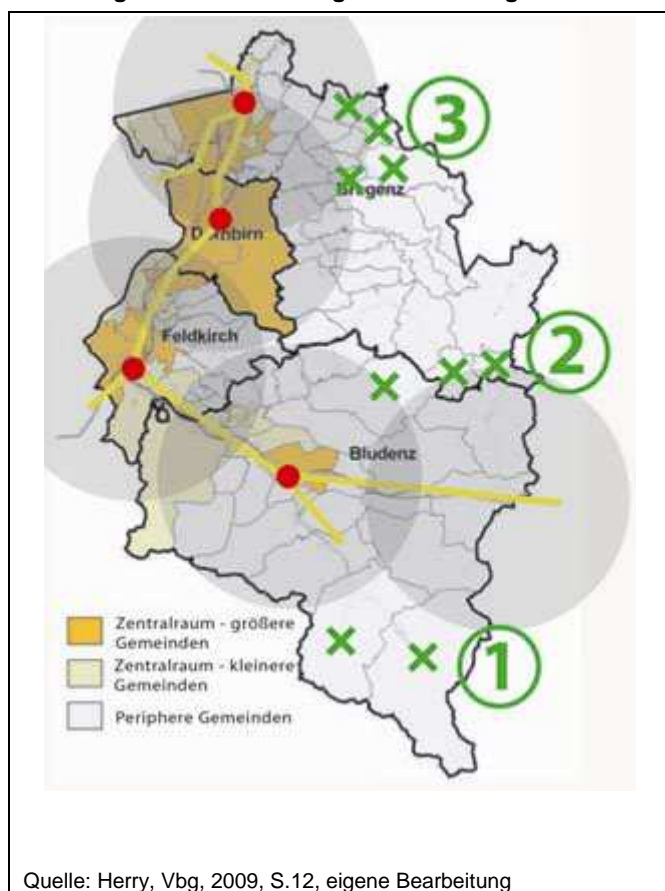 3
Bregenz
Dornbirn
Feldkirch
2
Bludenz
1
Zentralraum - größere
Gemeinden
Zentralraum - kleinere
Gemeinden
Periphere Gemeinden
Quelle: Herry, Vbg, 2009, S.12, eigene Bearbeitung